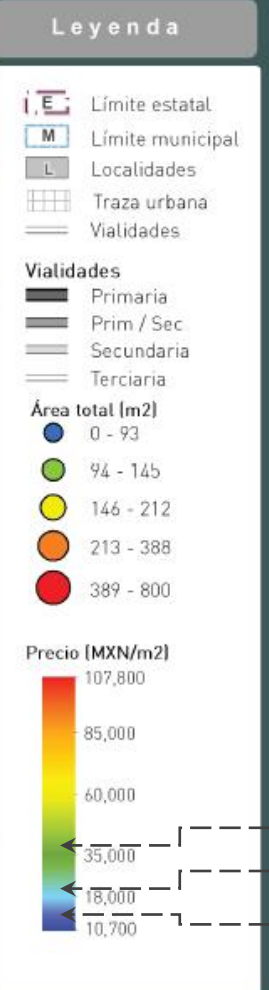 Leyenda
E Límite estatal
M Límite municipal
L Localidades
Traza urbana
Vialidades
Vialidades
Primaria
Prim / Sec
Secundaria
Terciaria
Área total (m2)
0 - 93
94 - 145
146 - 212
213 - 388
389 - 800
Precio (MXN/m2)
107,800
85,000
60,000
35,000
18,000
10,700